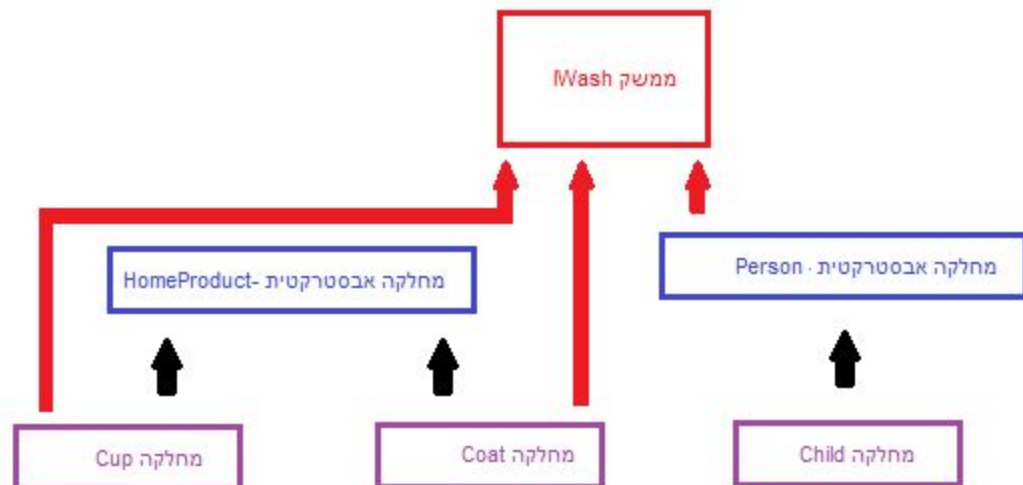 ממשק IWash
מחלקה אבסטרקטית -HomeProduct
מחלקה אבסטרקטית - Person
מחלקה Cup
מחלקה Coat
מחלקה Child